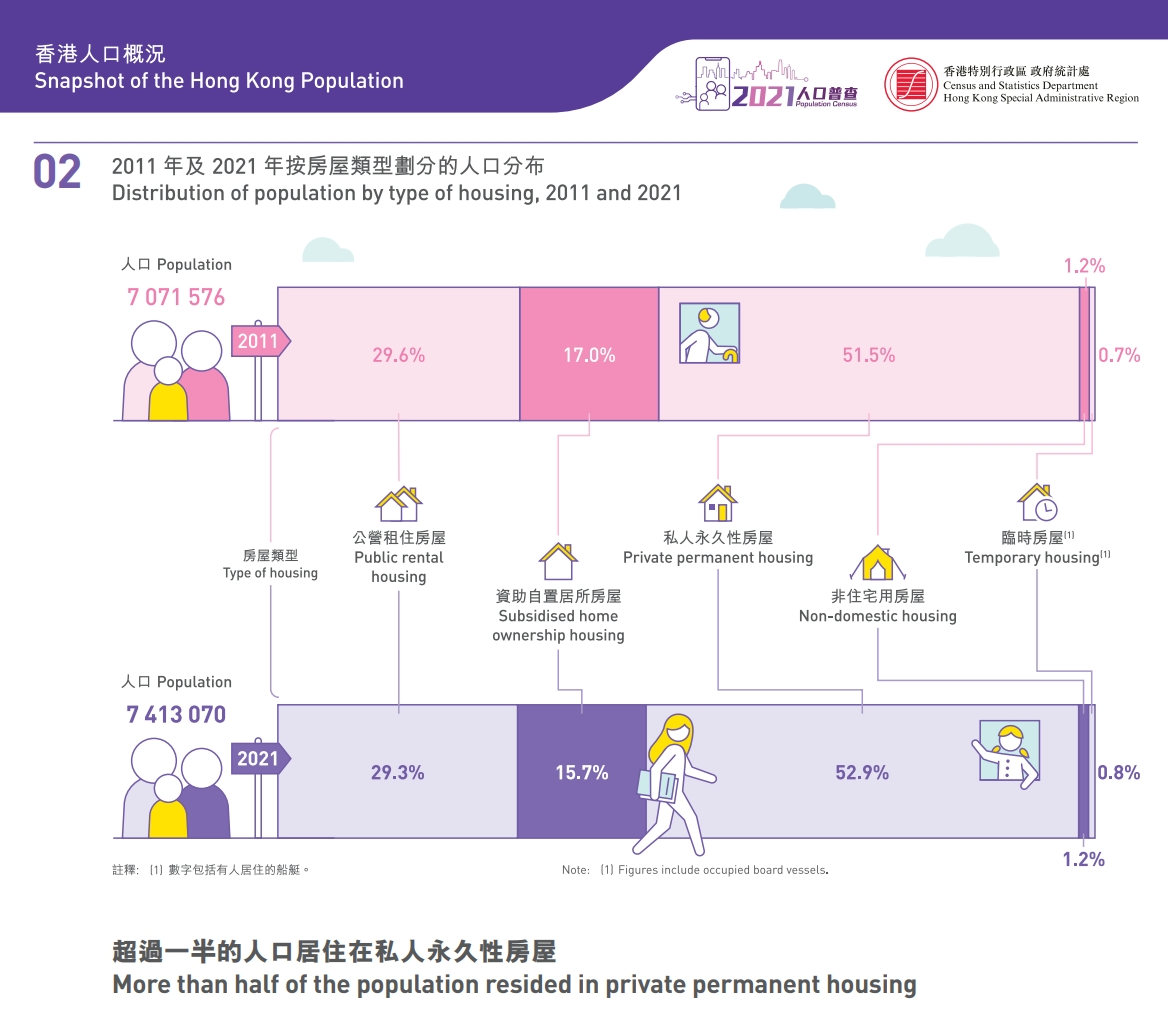 香港人口概況
Snapshot of the Hong Kong Population
2021人口普查
Population Census
香港特別行政區 政府統計處
Census and Statistics Department
Hong Kong Special Administrative Region
02
2011 年及 2021 年按房屋類型劃分的人口分布
Distribution of population by type of housing, 2011 and 2021
人口 Population
7 071 576
2011
29.6%
17.0%
51.5%
1.2%
0.7%
房屋類型
Type of housing
公營租住房屋
Public rental
housing
資助自置居所房屋
Subsidised home
ownership housing
私人永久性房屋
Private permanent housing
非住宅用房屋
Non-domestic housing
臨時房屋(1)
Temporary housing(1)
人口 Population
7 413 070
2021
29.3%
15.7%
52.9%
0.8%
1.2%
註釋: (1) 數字包括有人居住的船艇。
Note: (1) Figures include occupied board vessels.
超過一半的人口居住在私人永久性房屋
More than half of the population resided in private permanent housing